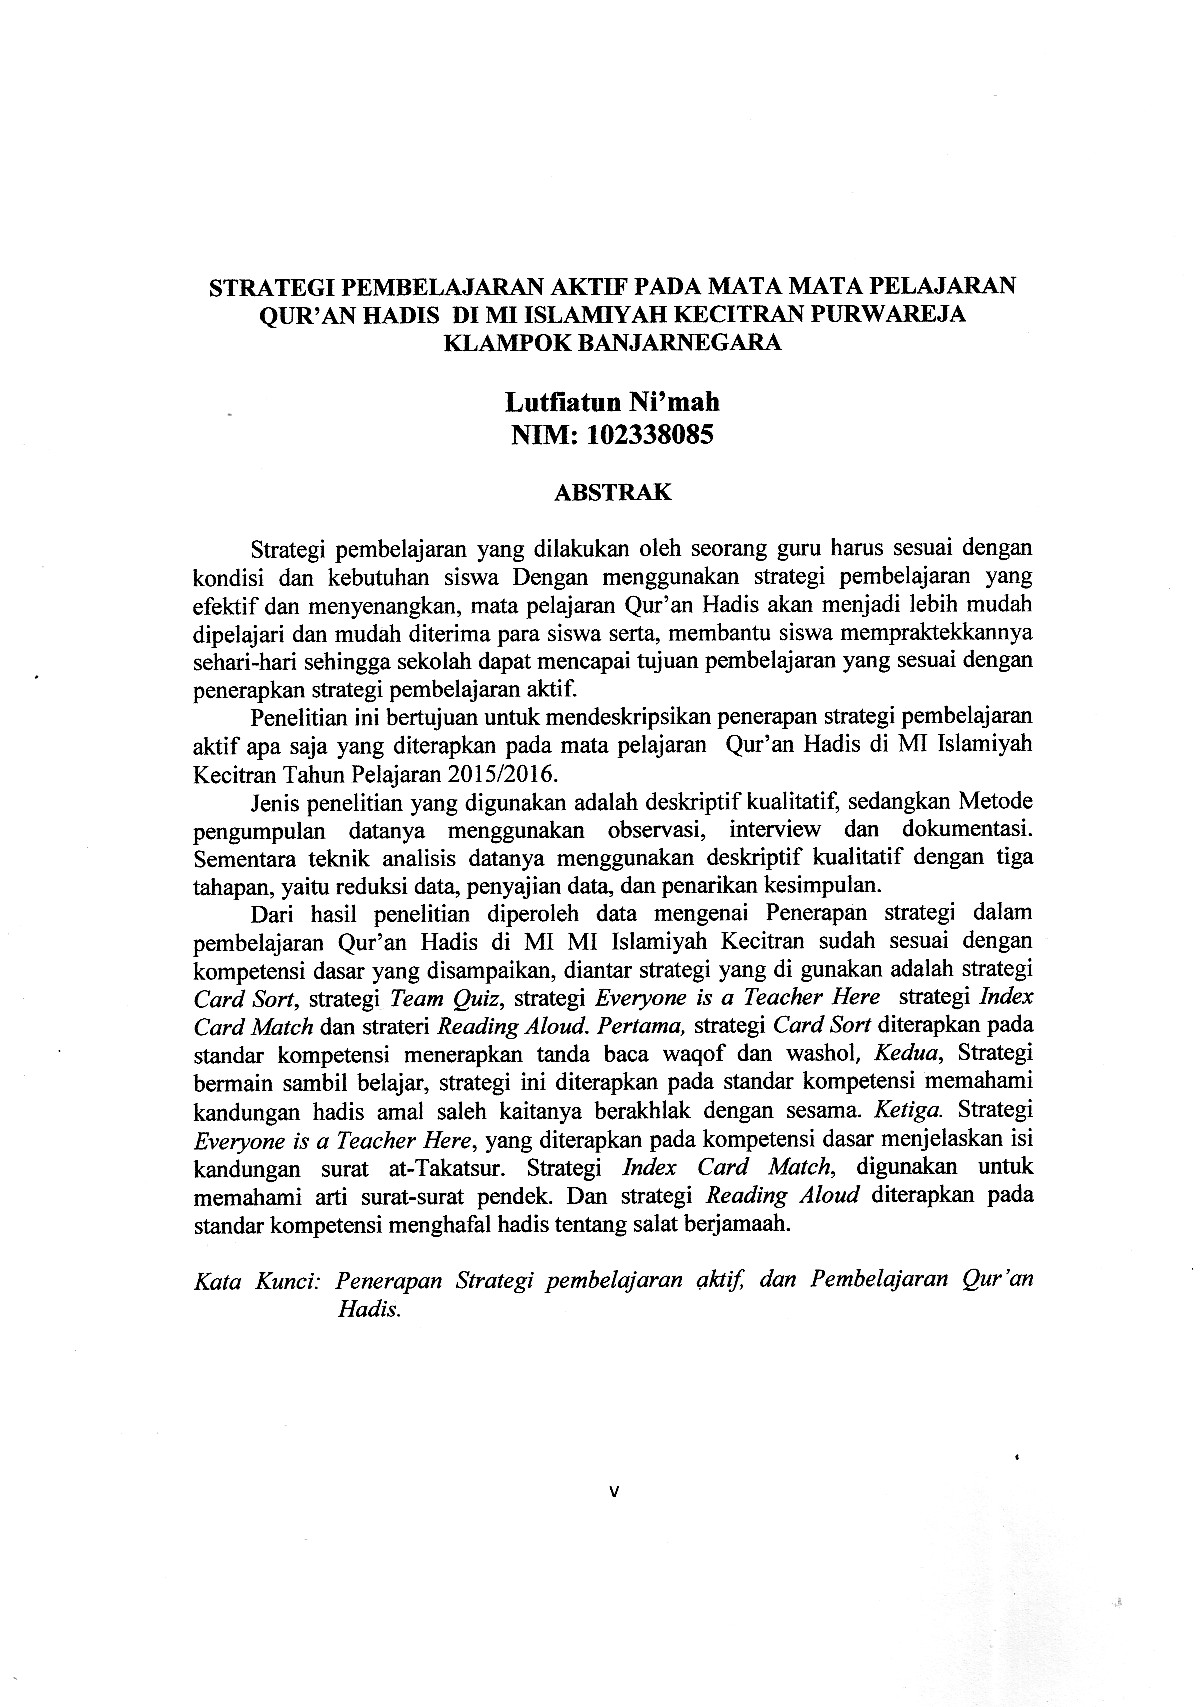 STRATEGI PEMBELAJARAN AKTIF PADA MATA MATA PELAJARAN
QUR'AN HADIS DI MI ISLAMIYAH KECITRAN PURWAREJA
KLAMPOK BANJARNEGARA
Lutfiatun Ni'mah
NIM: 102338085
ABSTRAK
Strategi pembelajaran yang dilakukan oleh seorang guru harus sesuai dengan
kondisi dan kebutuhan siswa Dengan menggunakan strategi pembelajaran yang
efektif dan menyenangkan, mata pelajaran Qur'an Hadis akan menjadi lebih mudah
dipelajari dan mudah diterima para siswa serta, membantu siswa mempraktekkannya
sehari-hari sehingga sekolah dapat mencapai tujuan pembelajaran yang sesuai dengan
penerapkan strategi pembelajaran aktif.
Penelitian ini bertujuan untuk mendeskripsikan penerapan strategi pembelajaran
aktif apa saja yang diterapkan pada mata pelajaran Qur'an Hadis di MI Islamiyah
Kecitran Tahun Pelajaran 2015/2016.
Jenis penelitian yang digunakan adalah deskriptif kualitatif, sedangkan Metode
pengumpulan datanya menggunakan observasi, interview dan dokumentasi.
Sementara teknik analisis datanya menggunakan deskriptif kualitatif dengan tiga
tahapan, yaitu reduksi data, penyajian data, dan penarikan kesimpulan.
Dari hasil penelitian diperoleh data mengenai Penerapan strategi dalam
pembelajaran Qur'an Hadis di MI MI Islamiyah Kecitran sudah sesuai dengan
kompetensi dasar yang disampaikan, diantar strategi yang di gunakan adalah strategi
Card Sort, strategi Team Quiz, strategi Everyone is a Teacher Here strategi Index
Card Match dan strateri Reading Aloud. Pertama, strategi Card Sort diterapkan pada
standar kompetensi menerapkan tanda baca waqof dan washol, Kedua, Strategi
bermain sambil belajar, strategi ini diterapkan pada standar kompetensi memahami
kandungan hadis amal saleh kaitanya berakhlak dengan sesama. Ketiga. Strategi
Everyone is a Teacher Here, yang diterapkan pada kompetensi dasar menjelaskan isi
kandungan surat at-Takatsur. Strategi Index Card Match, digunakan untuk
memahami arti surat-surat pendek. Dan strategi Reading Aloud diterapkan pada
standar kompetensi menghafal hadis tentang salat berjamaah.
Kata Kunci: Penerapan Strategi pembelajaran aktif, dan Pembelajaran Qur'an
Hadis.
v